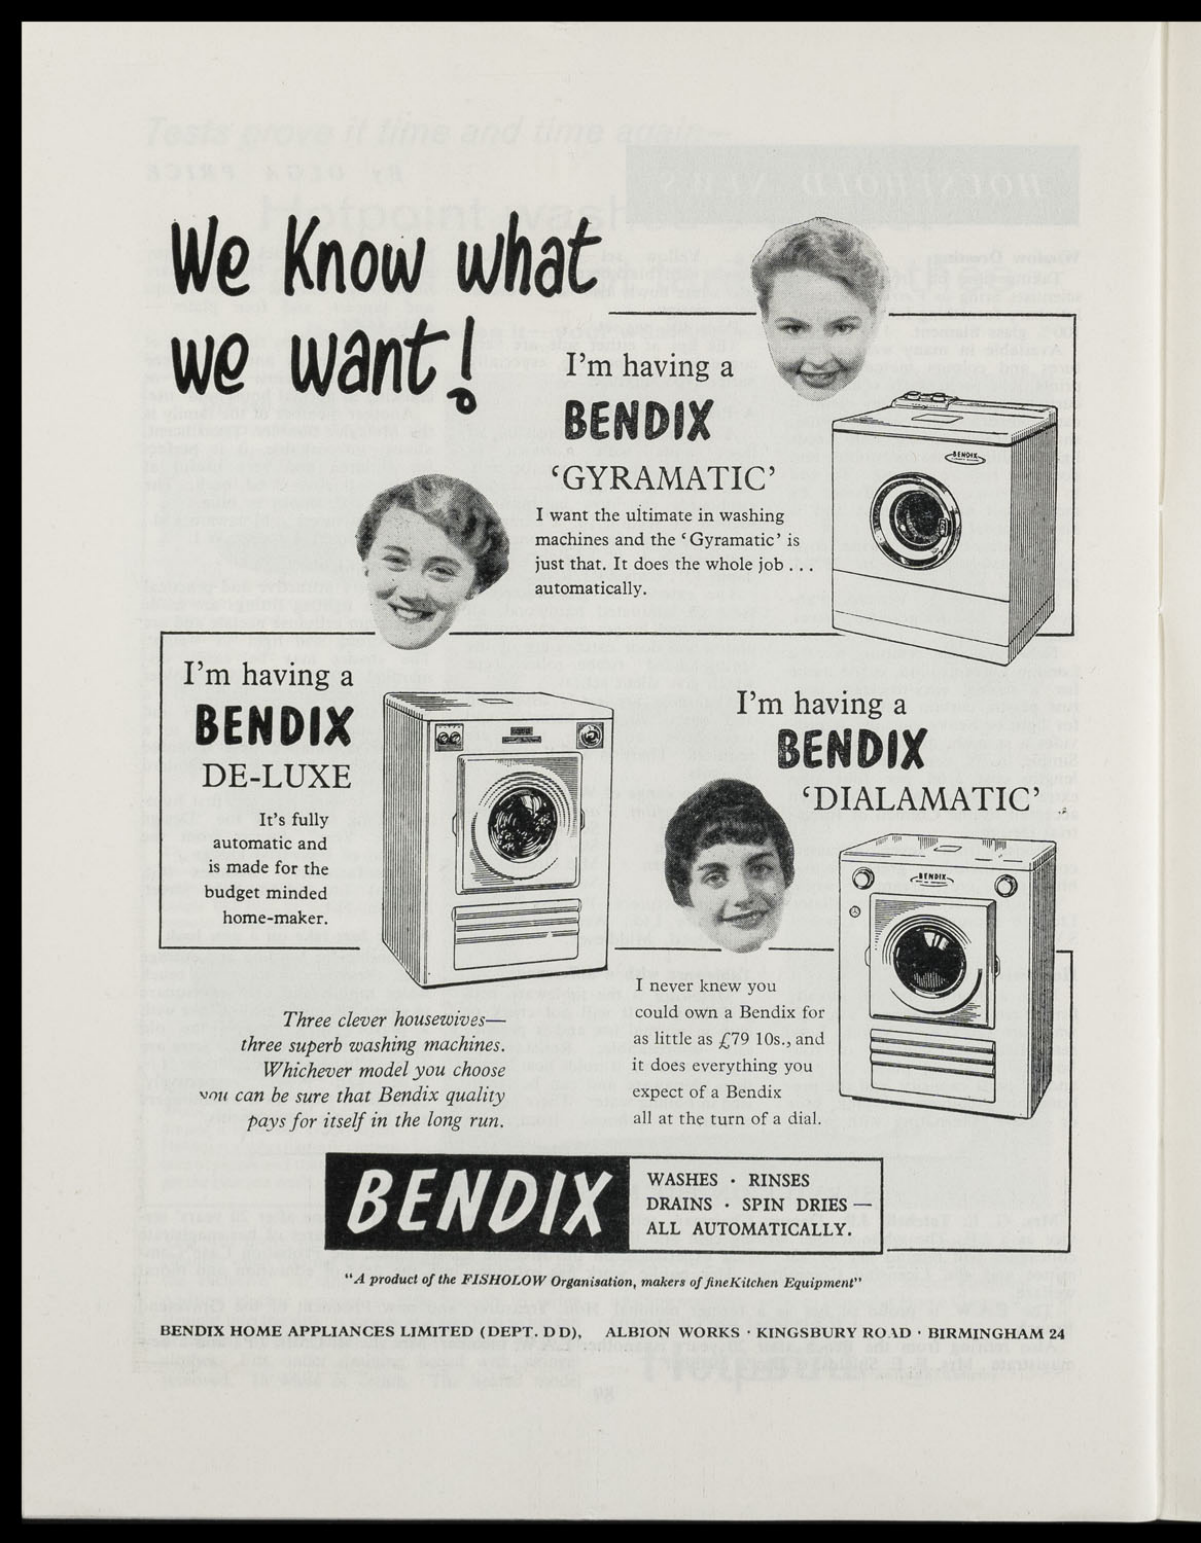 We Know what
we want!
I'm having a
BENDIX
'GYRAMATIC'
I want the ultimate in washing
machines and the 'Gyramatic' is
just that. It does the whole job . . .
automatically.
BENDIX
I'm having a
BENDIX
DE-LUXE
It's fully
automatic and
is made for the
budget minded
home-maker.
I'm having a
BENDIX
'DIALAMATIC'
BENDIX
I never knew you
could own a Bendix for
as little as £79 10s., and
it does everything you
expect of a Bendix
all at the turn of a dial.
Three clever housewives—
three superb washing machines.
Whichever model you choose
you can be sure that Bendix quality
pays for itself in the long run.
BENDIX
WASHES · RINSES
DRAINS · SPIN DRIES —
ALL AUTOMATICALLY.
"A product of the FISHOLOW Organisation, makers of fine Kitchen Equipment"
BENDIX HOME APPLIANCES LIMITED (DEPT. DD), ALBION WORKS · KINGSBURY ROAD · BIRMINGHAM 24